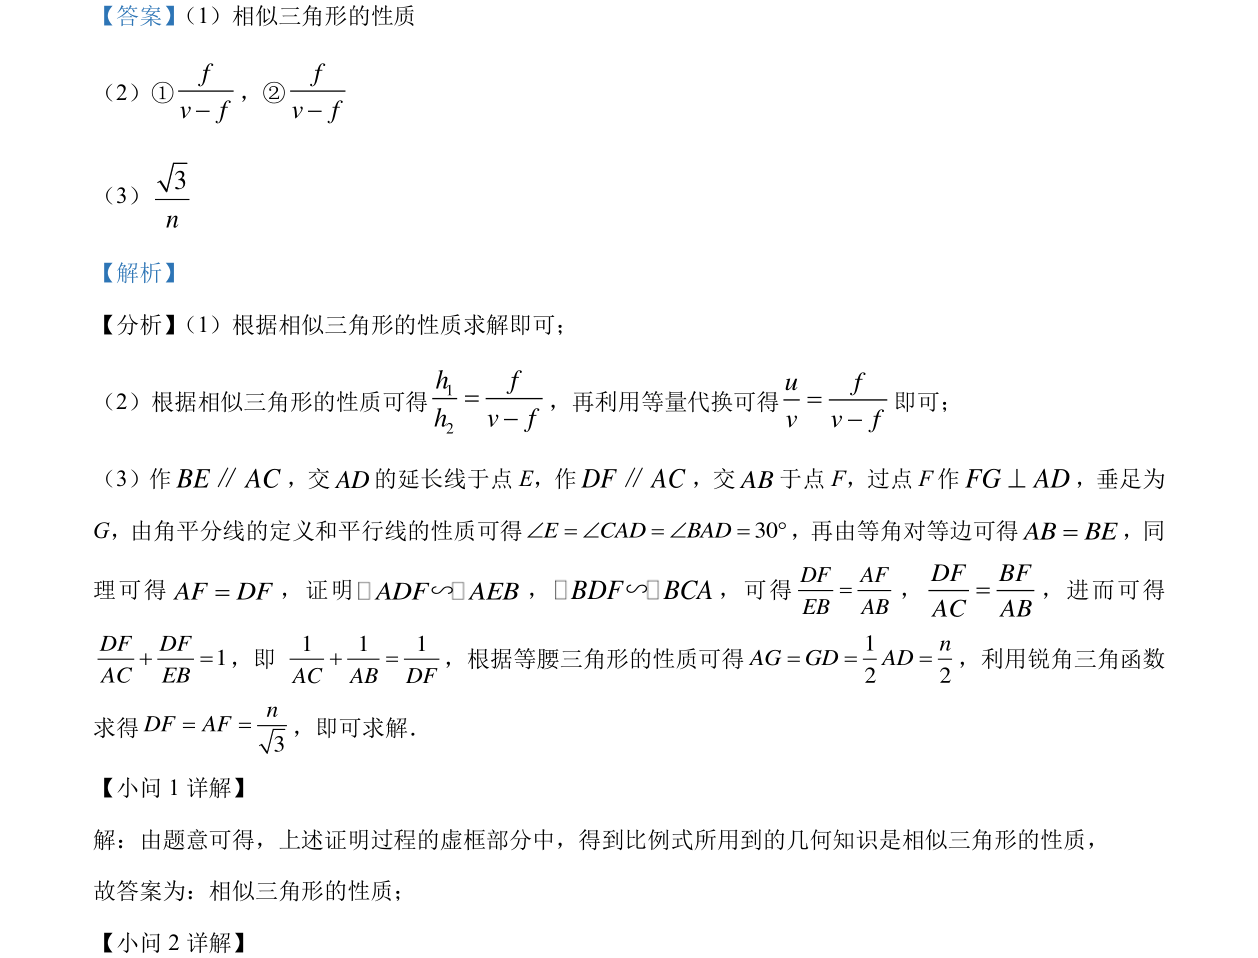 【答案】（1）相似三角形的性质
（2）① f/(v−f) ，② f/(v−f)
（3） √3/n
【解析】
【分析】（1）根据相似三角形的性质求解即可；
（2）根据相似三角形的性质可得 h₁/h₂ = f/(v−f) ，再利用等量代换可得 u/v = f/(v−f) 即可；
（3）作 BE∥AC，交 AD 的延长线于点 E，作 DF∥AC，交 AB 于点 F，过点 F 作 FG⊥AD，垂足为
G，由角平分线的定义和平行线的性质可得∠E=∠CAD=∠BAD=30°，再由等角对等边可得 AB=BE，同
理可得 AF=DF，证明□ADF∽□AEB，□BDF∽□BCA，可得 DF/EB = AF/AB ， DF/AC = BF/AB ，进而可得
DF/AC + DF/EB =1，即 1/AC + 1/AB = 1/DF ，根据等腰三角形的性质可得 AG=GD= 1/2 AD= n/2 ，利用锐角三角函数
求得 DF=AF= n/√3 ，即可求解．
【小问 1 详解】
解：由题意可得，上述证明过程的虚框部分中，得到比例式所用到的几何知识是相似三角形的性质，
故答案为：相似三角形的性质；
【小问 2 详解】